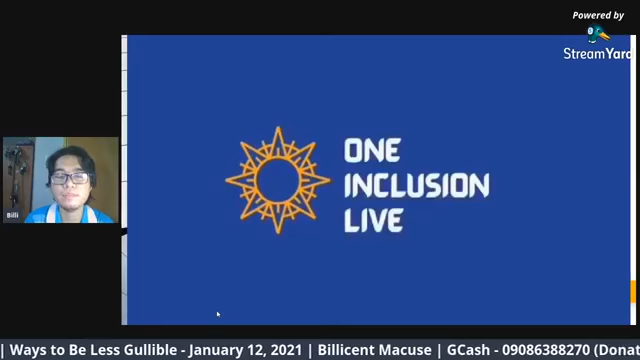 Powered by
StreamYard
ONE
INCLUSION
LIVE
Billi
| Ways to Be Less Gullible - January 12, 2021 | Billicent Macuse | GCash - 09086388270 (Donat